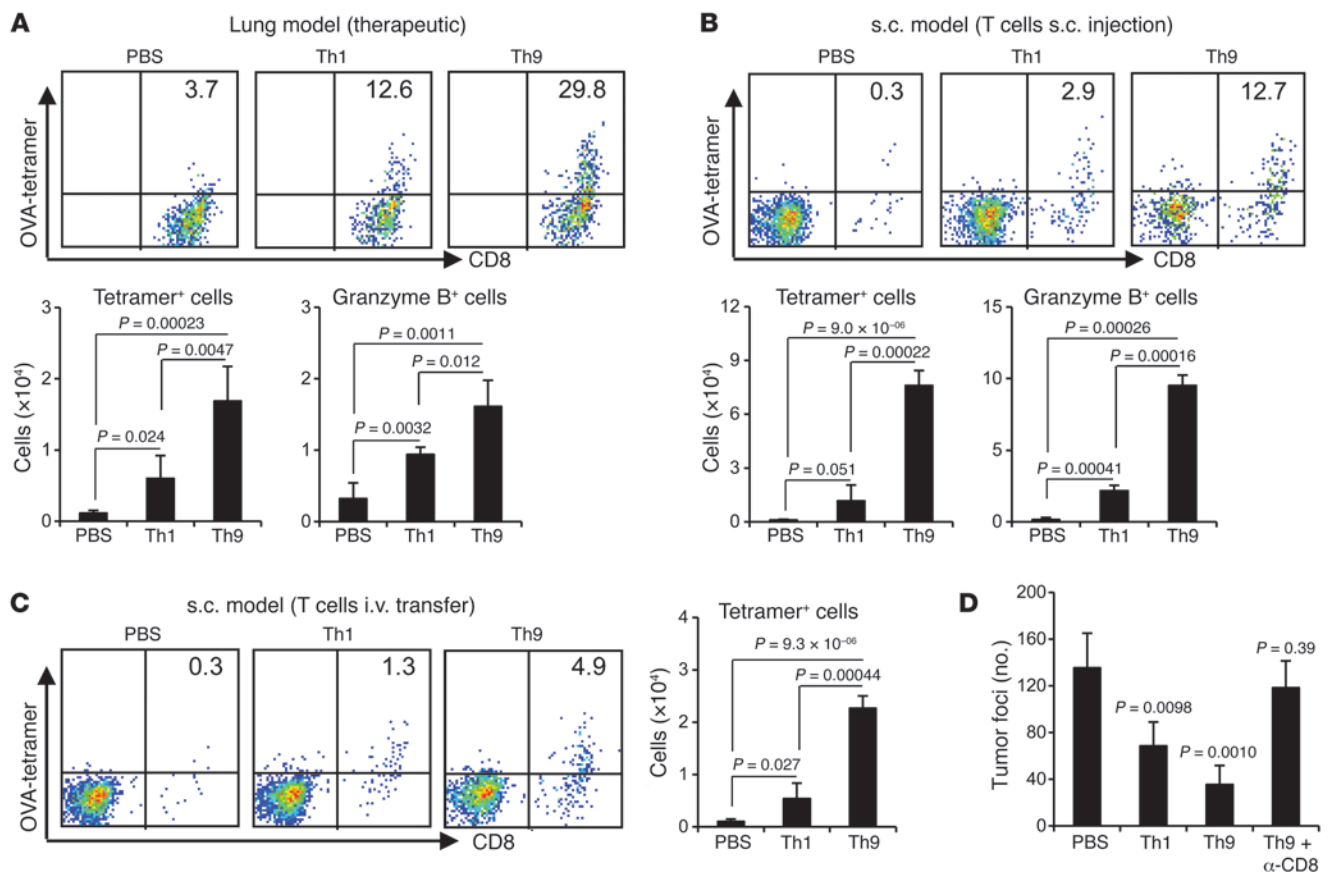 A
Lung model (therapeutic)
PBS
Th1
Th9
3.7
12.6
29.8
OVA-tetramer
CD8
Tetramer⁺ cells
P = 0.00023
P = 0.0047
P = 0.024
Cells (×10⁴)
3
2
1
0
PBS
Th1
Th9
Granzyme B⁺ cells
P = 0.0011
P = 0.012
P = 0.0032
3
2
1
0
PBS
Th1
Th9
B
s.c. model (T cells s.c. injection)
PBS
Th1
Th9
0.3
2.9
12.7
OVA-tetramer
CD8
Tetramer⁺ cells
P = 9.0 × 10⁻⁰⁶
P = 0.00022
P = 0.051
Cells (×10⁴)
12
9
6
3
0
PBS
Th1
Th9
Granzyme B⁺ cells
P = 0.00026
P = 0.00016
P = 0.00041
15
10
5
0
PBS
Th1
Th9
C
s.c. model (T cells i.v. transfer)
PBS
Th1
Th9
0.3
1.3
4.9
OVA-tetramer
CD8
Tetramer⁺ cells
P = 9.3 × 10⁻⁰⁶
P = 0.00044
P = 0.027
Cells (×10⁴)
4
3
2
1
0
PBS
Th1
Th9
D
Tumor foci (no.)
200
160
120
80
40
0
P = 0.0098
P = 0.0010
P = 0.39
PBS
Th1
Th9
Th9 +
α-CD8